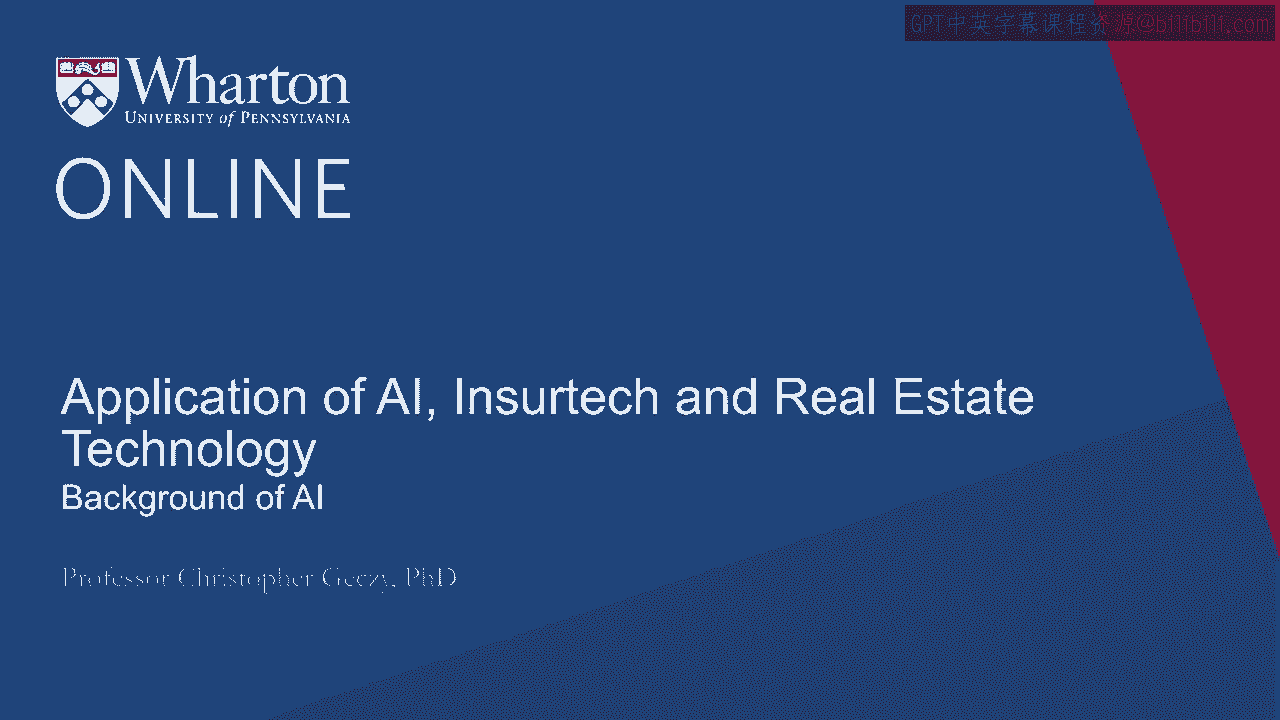 GPT中英字幕课程资源@bilibili.com
Wharton
UNIVERSITY of PENNSYLVANIA
ONLINE
Application of AI, Insurtech and Real Estate
Technology
Background of AI
Professor Christopher Geczy, PhD